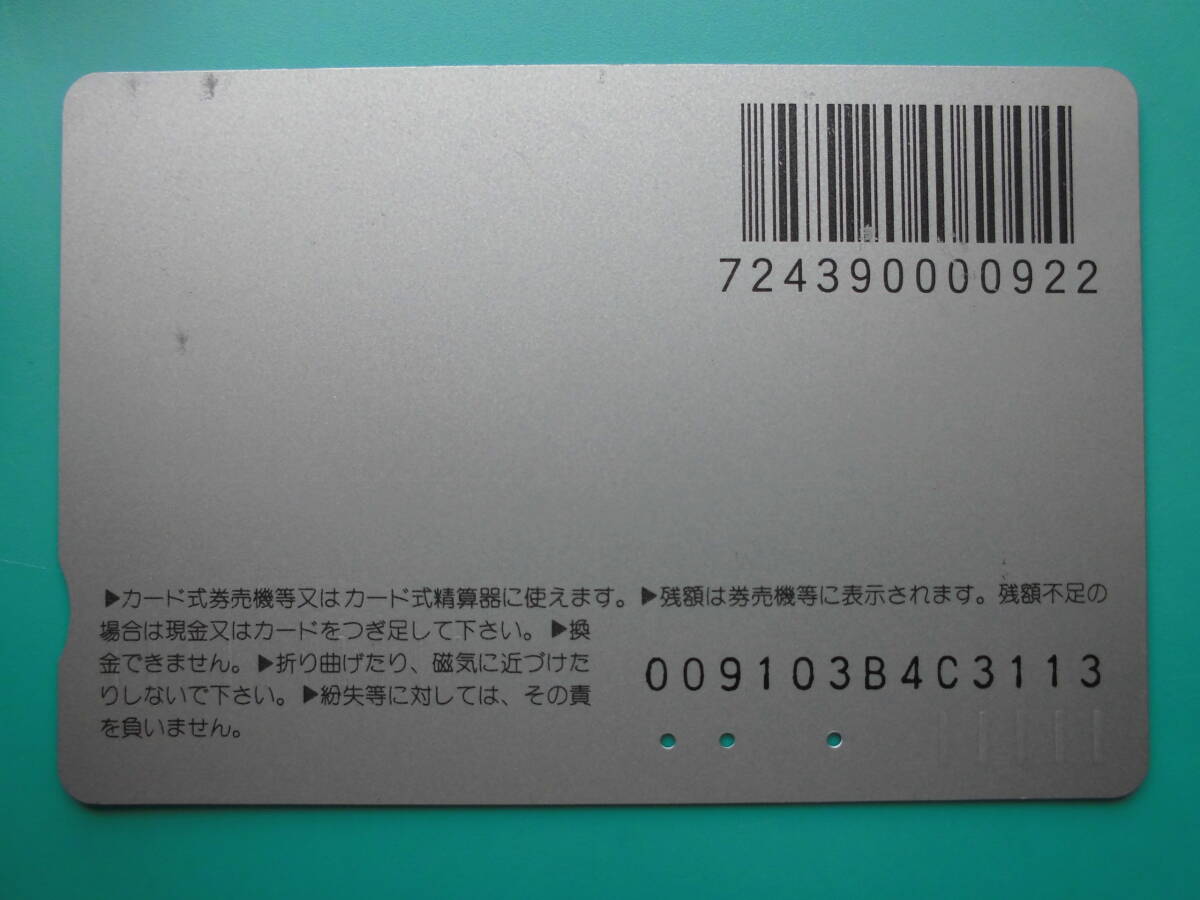 724390000922
▶カード式券売機等又はカード式精算器に使えます。▶残額は券売機等に表示されます。残額不足の
場合は現金又はカードをつぎ足して下さい。▶換
金できません。▶折り曲げたり、磁気に近づけた
りしないで下さい。▶紛失等に対しては、その責
を負いません。
009103B4C3113